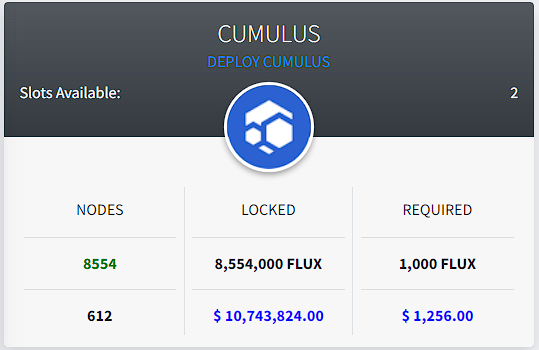 CUMULUS
DEPLOY CUMULUS
Slots Available: 2
NODES LOCKED REQUIRED
8554 8,554,000 FLUX 1,000 FLUX
612 $ 10,743,824.00 $ 1,256.00